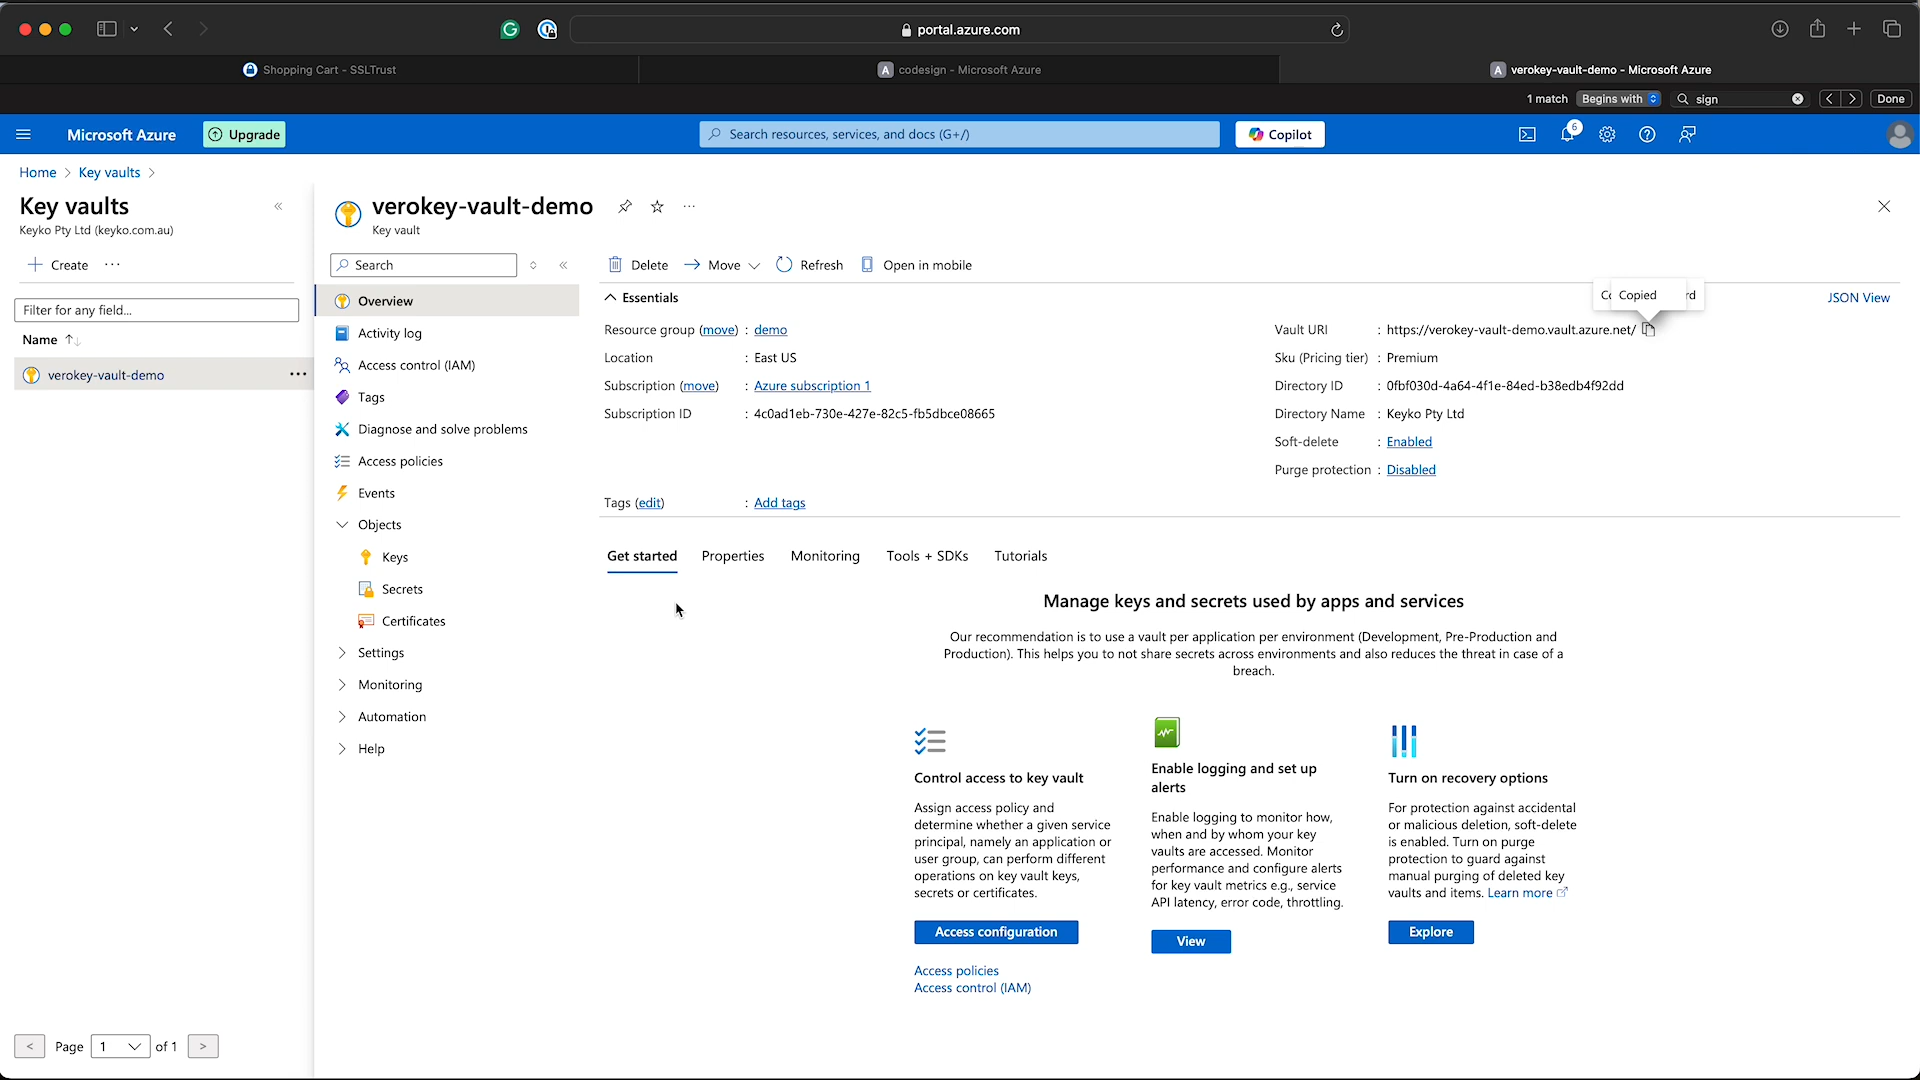 portal.azure.com
Shopping Cart - SSLTrust
codesign - Microsoft Azure
verokey-vault-demo - Microsoft Azure
1 match
Begins with
sign
Done
Microsoft Azure
Upgrade
Search resources, services, and docs (G+/)
Copilot
6
Home > Key vaults >
Key vaults
Keyko Pty Ltd (keyko.com.au)
Create
Filter for any field...
Name
verokey-vault-demo
Page 1 of 1
verokey-vault-demo
Key vault
Search
Overview
Activity log
Access control (IAM)
Tags
Diagnose and solve problems
Access policies
Events
Objects
Keys
Secrets
Certificates
Settings
Monitoring
Automation
Help
Delete
Move
Refresh
Open in mobile
Essentials
Copied
JSON View
Resource group (move) : demo
Location : East US
Subscription (move) : Azure subscription 1
Subscription ID : 4c0ad1eb-730e-427e-82c5-fb5dbce08665
Vault URI : https://verokey-vault-demo.vault.azure.net/
Sku (Pricing tier) : Premium
Directory ID : 0fbf030d-4a64-4f1e-84ed-b38edb4f92dd
Directory Name : Keyko Pty Ltd
Soft-delete : Enabled
Purge protection : Disabled
Tags (edit) : Add tags
Get started
Properties
Monitoring
Tools + SDKs
Tutorials
Manage keys and secrets used by apps and services
Our recommendation is to use a vault per application per environment (Development, Pre-Production and
Production). This helps you to not share secrets across environments and also reduces the threat in case of a
breach.
Control access to key vault
Assign access policy and
determine whether a given service
principal, namely an application or
user group, can perform different
operations on key vault keys,
secrets or certificates.
Access configuration
Access policies
Access control (IAM)
Enable logging and set up
alerts
Enable logging to monitor how,
when and by whom your key
vaults are accessed. Monitor
performance and configure alerts
for key vault metrics e.g., service
API latency, error code, throttling.
View
Turn on recovery options
For protection against accidental
or malicious deletion, soft-delete
is enabled. Turn on purge
protection to guard against
manual purging of deleted key
vaults and items. Learn more
Explore